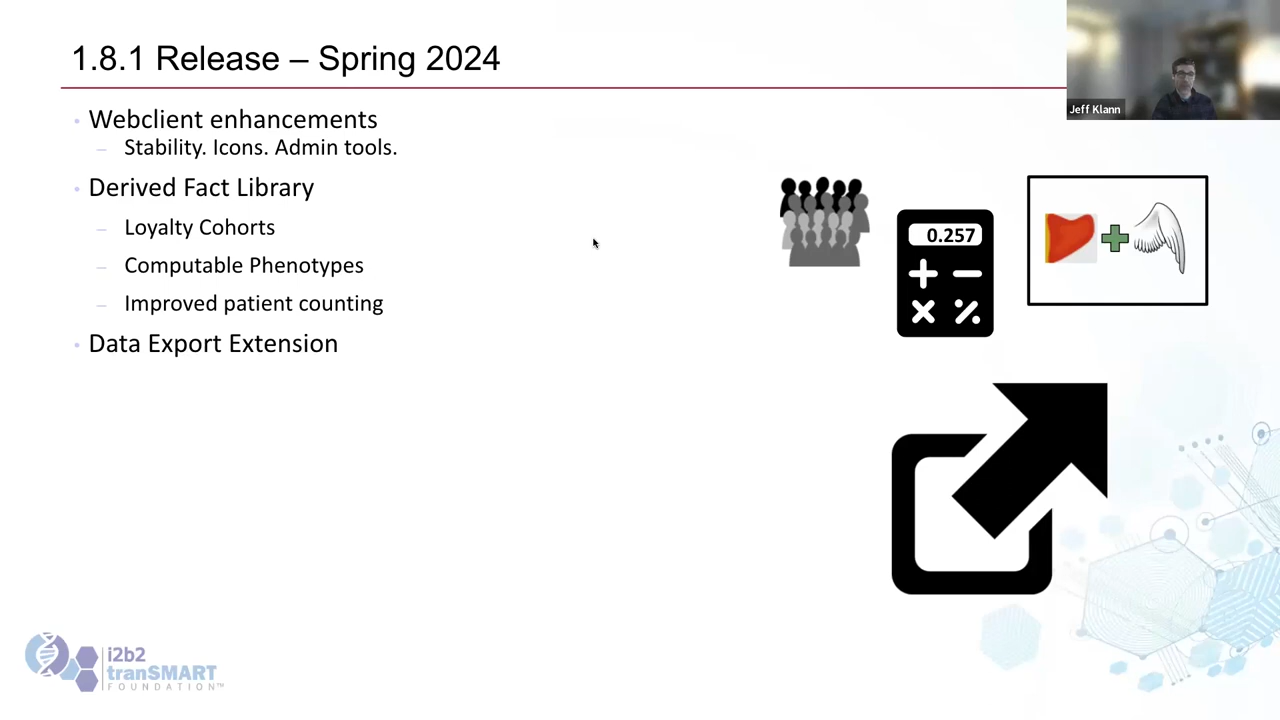 1.8.1 Release – Spring 2024
Jeff Klann
• Webclient enhancements
– Stability. Icons. Admin tools.
• Derived Fact Library
– Loyalty Cohorts
– Computable Phenotypes
– Improved patient counting
• Data Export Extension
0.257
i2b2
tranSMART
FOUNDATION™